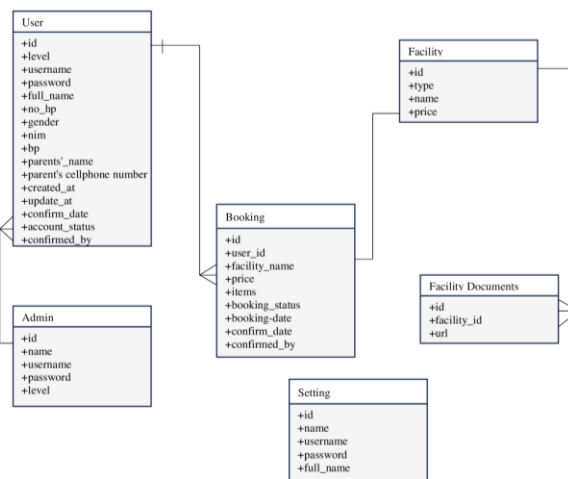 User
+id
+level
+username
+password
+full_name
+no_hp
+gender
+nim
+bp
+parents'_name
+parent's cellphone number
+created_at
+update_at
+confirm_date
+account_status
+confirmed_by
Facility
+id
+type
+name
+price
Booking
+id
+user_id
+facility_name
+price
+items
+booking_status
+booking-date
+confirm_date
+confirmed_by
Facility Documents
+id
+facility_id
+url
Admin
+id
+name
+username
+password
+level
Setting
+id
+name
+username
+password
+full_name